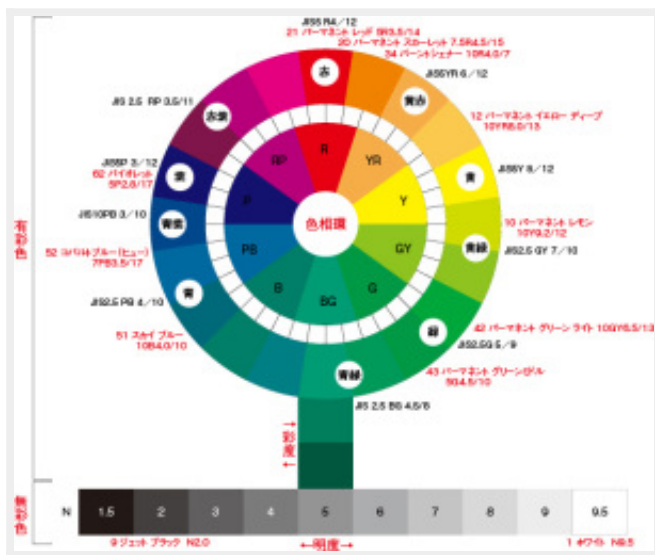 JIS5 R4/12
21 パーマネント レッド 5R3.5/14
20 パーマネント スカーレット 7.5R4.5/15
34 バーントシェンナー 10R4.0/7
赤
JIS5YR 6/12
黄赤
JIS 2.5 RP 3.5/11
赤紫
12 パーマネント イエロー ディープ
10YR8.0/13
R
RP
YR
JIS5P 3/12
62 バイオレット
5P2.8/17
紫
JIS5Y 8/12
黄
P
Y
JIS10PB 3/10
青紫
色相環
10 パーマネント レモン
10Y9.2/12
黄緑
JIS2.5 GY 7/10
有彩色
52 コバルト ブルー(ヒュー)
7PB3.5/17
PB
GY
青
JIS2.5 PB 4/10
B
G
BG
51 スカイ ブルー
10B4.0/10
緑
42 パーマネント グリーン ライト 10GY6.5/13
JIS2.5G 5/9
青緑
43 パーマネント グリーンミドル
5G4.5/10
JIS 2.5 BG 4.5/8
←彩度→
無彩色
N
1.5
2
3
4
5
6
7
8
9
9.5
9 ジェット ブラック N2.0
←明度→
1 ホワイト N9.5